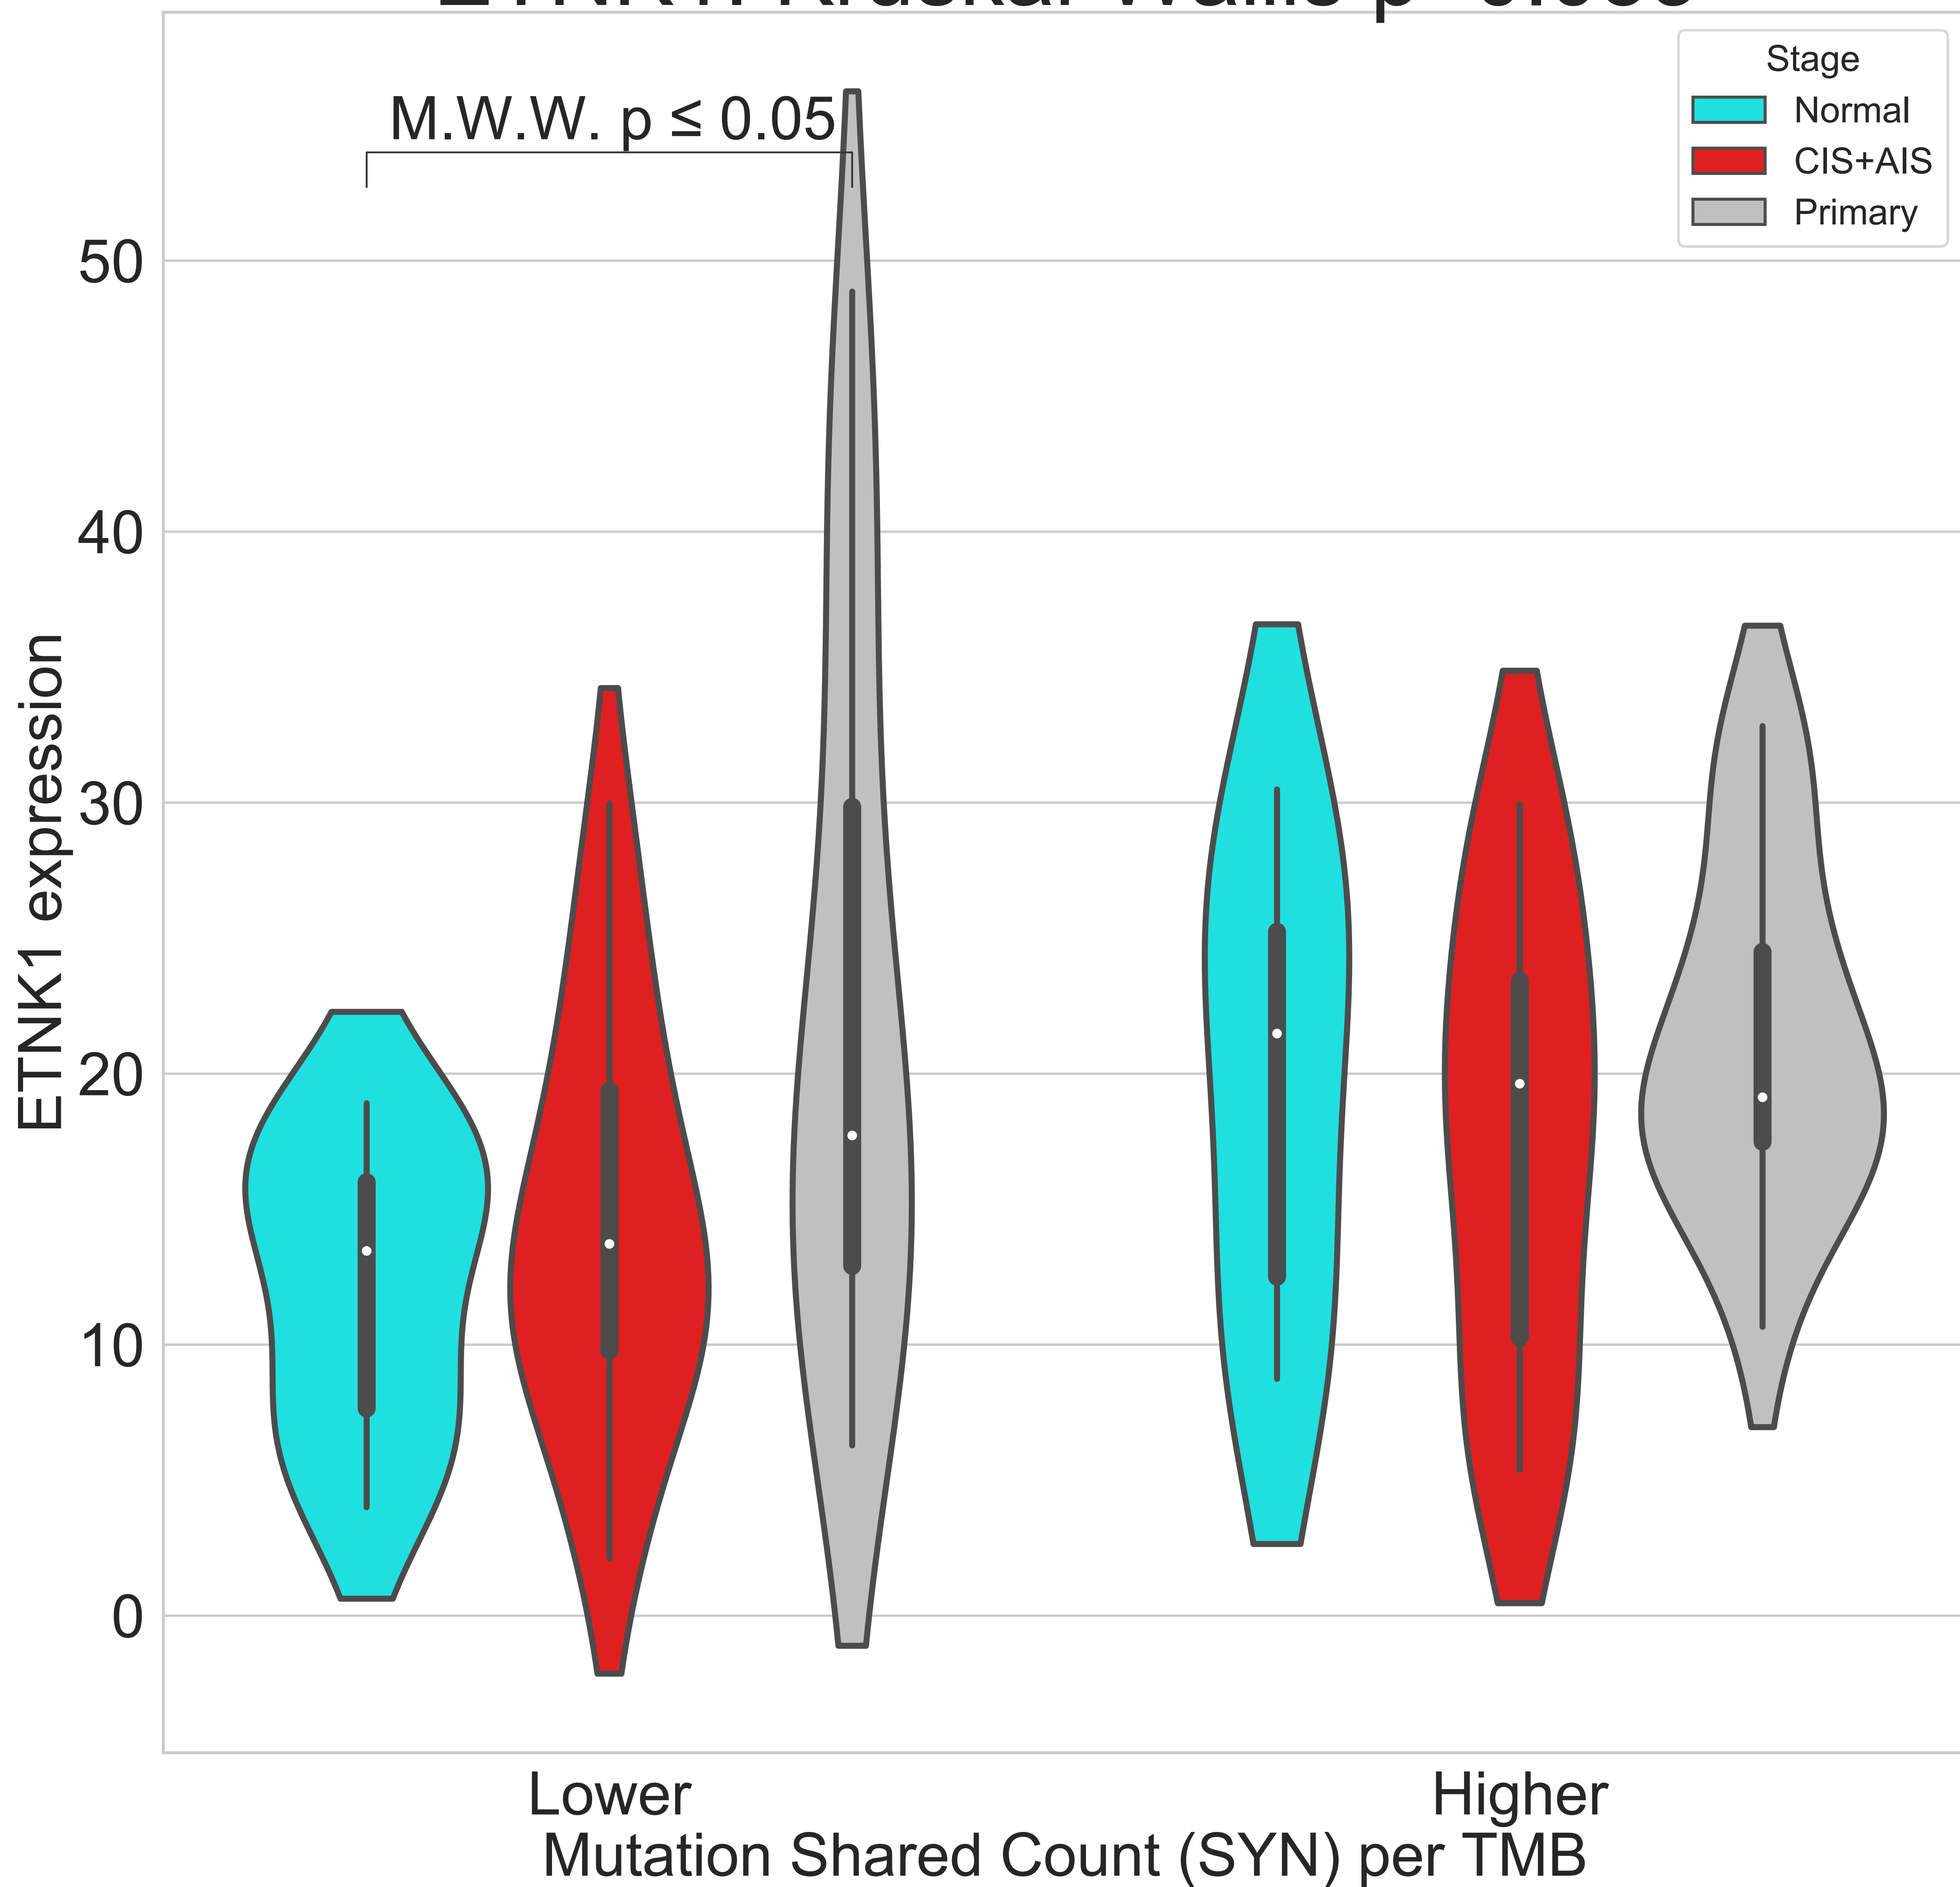 Stage
Normal
CIS+AIS
Primary
M.W.W. p ≤ 0.05
50
40
30
20
10
0
ETNK1 expression
Lower
Higher
Mutation Shared Count (SYN) per TMB